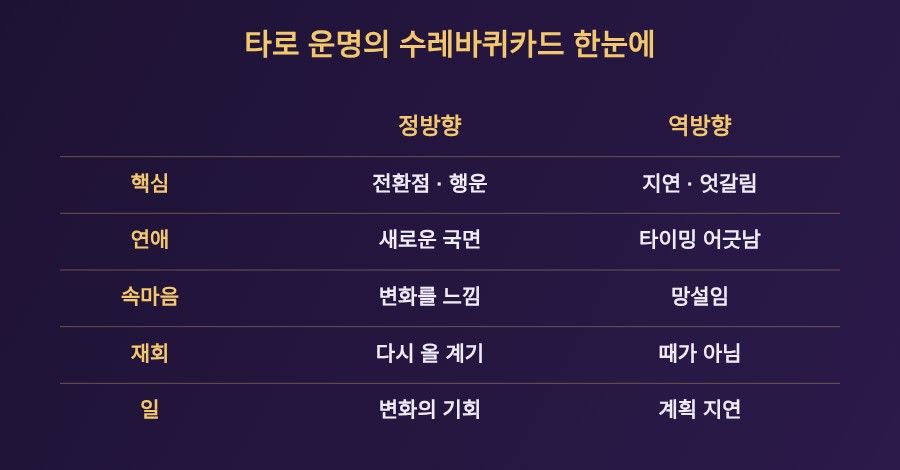 타로 운명의 수레바퀴카드 한눈에
정방향 역방향
핵심 전환점 · 행운 지연 · 엇갈림
연애 새로운 국면 타이밍 어긋남
속마음 변화를 느낌 망설임
재회 다시 올 계기 때가 아님
일 변화의 기회 계획 지연